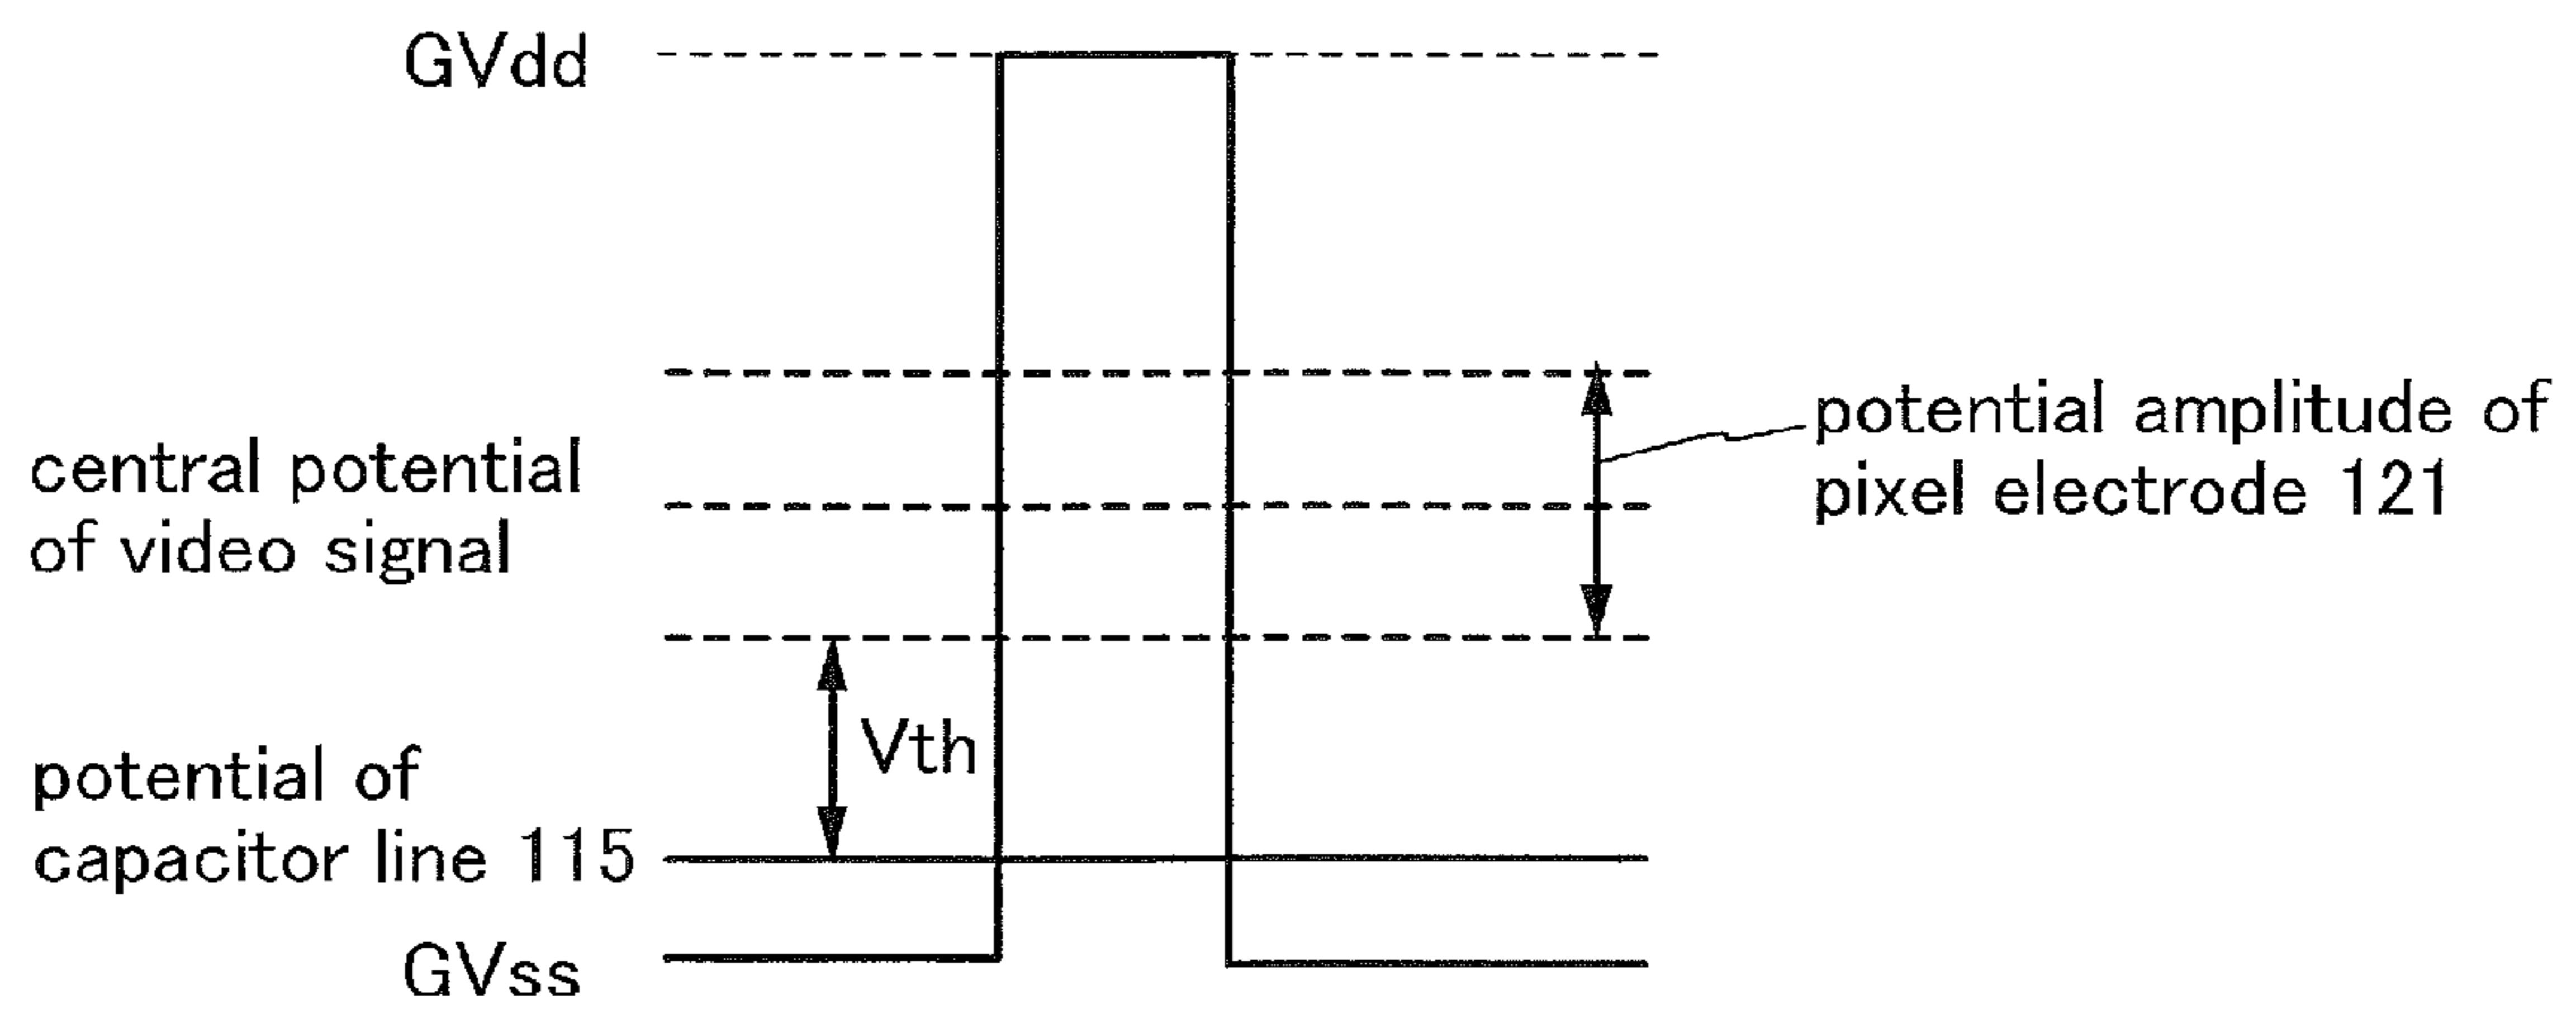 GVdd
central potential
of video signal
potential amplitude of
pixel electrode 121
Vth
potential of
capacitor line 115
GVss